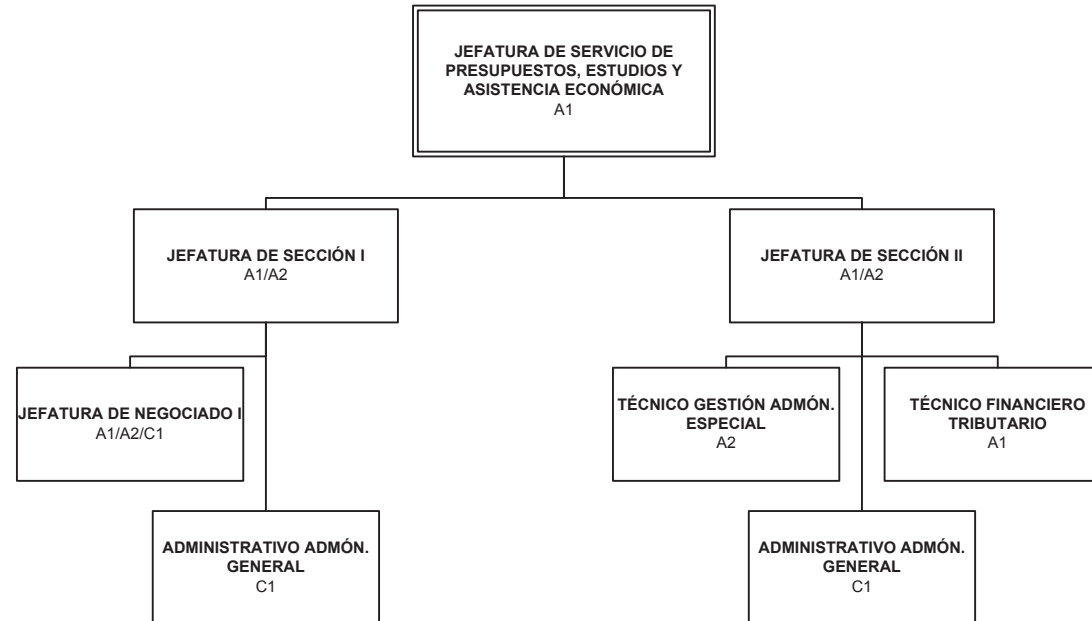 JEFATURA DE SERVICIO DE
PRESUPUESTOS, ESTUDIOS Y
ASISTENCIA ECONÓMICA
A1
JEFATURA DE SECCIÓN I
A1/A2
JEFATURA DE SECCIÓN II
A1/A2
JEFATURA DE NEGOCIADO I
A1/A2/C1
TÉCNICO GESTIÓN ADMÓN.
ESPECIAL
A2
TÉCNICO FINANCIERO
TRIBUTARIO
A1
ADMINISTRATIVO ADMÓN.
GENERAL
C1
ADMINISTRATIVO ADMÓN.
GENERAL
C1